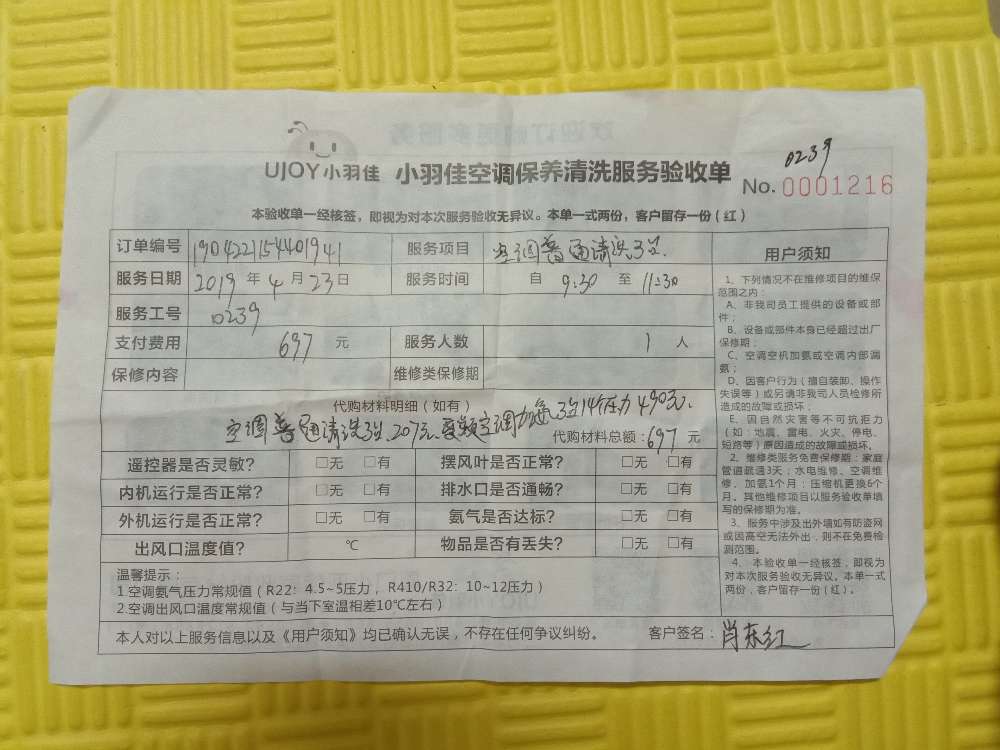 UJOY小羽佳 小羽佳空调保养清洗服务验收单
0239
No. 0001216
本验收单一经核签，即视为对本次服务验收无异议。本单一式两份，客户留存一份（红）
订单编号 190422115440194 1 服务项目 空调普通清洗3台.
服务日期 2019 年 4 月 23 日 服务时间 自 9:30 至 11:30
服务工号 0239
支付费用 697 元 服务人数 1 人
保修内容 维修类保修期
代购材料明细（如有）
空调普通清洗3台.207元.变频空调加氨3台14个压力490元.
代购材料总额：697 元
遥控器是否灵敏？ □无 □有 摆风叶是否正常？ □无 □有
内机运行是否正常？ □无 □有 排水口是否通畅？ □无 □有
外机运行是否正常？ □无 □有 氨气是否达标？ □无 □有
出风口温度值？ ℃ 物品是否有丢失？ □无 □有
温馨提示：
1.空调氨气压力常规值（R22：4.5~5压力，R410/R32：10~12压力）
2.空调出风口温度常规值（与当下室温相差10℃左右）
本人对以上服务信息以及《用户须知》均已确认无误，不存在任何争议纠纷。 客户签名：肖东红
用户须知
1、下列情况不在维修项目的维保
范围之内：
A、非我司员工提供的设备或部
件；
B、设备或部件本身已经超过出厂
保修期；
C、空调空机加氨或空调内部漏
氨；
D、因客户行为（擅自装卸、操作
失误等）或另请非我司人员检修所
造成的故障或损坏；
E、因自然灾害等不可抗拒力
（如：地震、雷电、火灾、停电、
短路等）原因造成的故障或损坏。
2、维修类服务免费保修期：家庭
管道疏通3天；水电维修、空调维
修、加氨1个月；压缩机更换6个
月。其他维修项目以服务验收单填
写的保修期为准。
3、服务中涉及出外墙如有防盗网
或因高空无法外出，则不在免费检
测范围。
4、本验收单一经核签，即视为
对本次服务验收无异议。本单一式
两份，客户留存一份（红）。